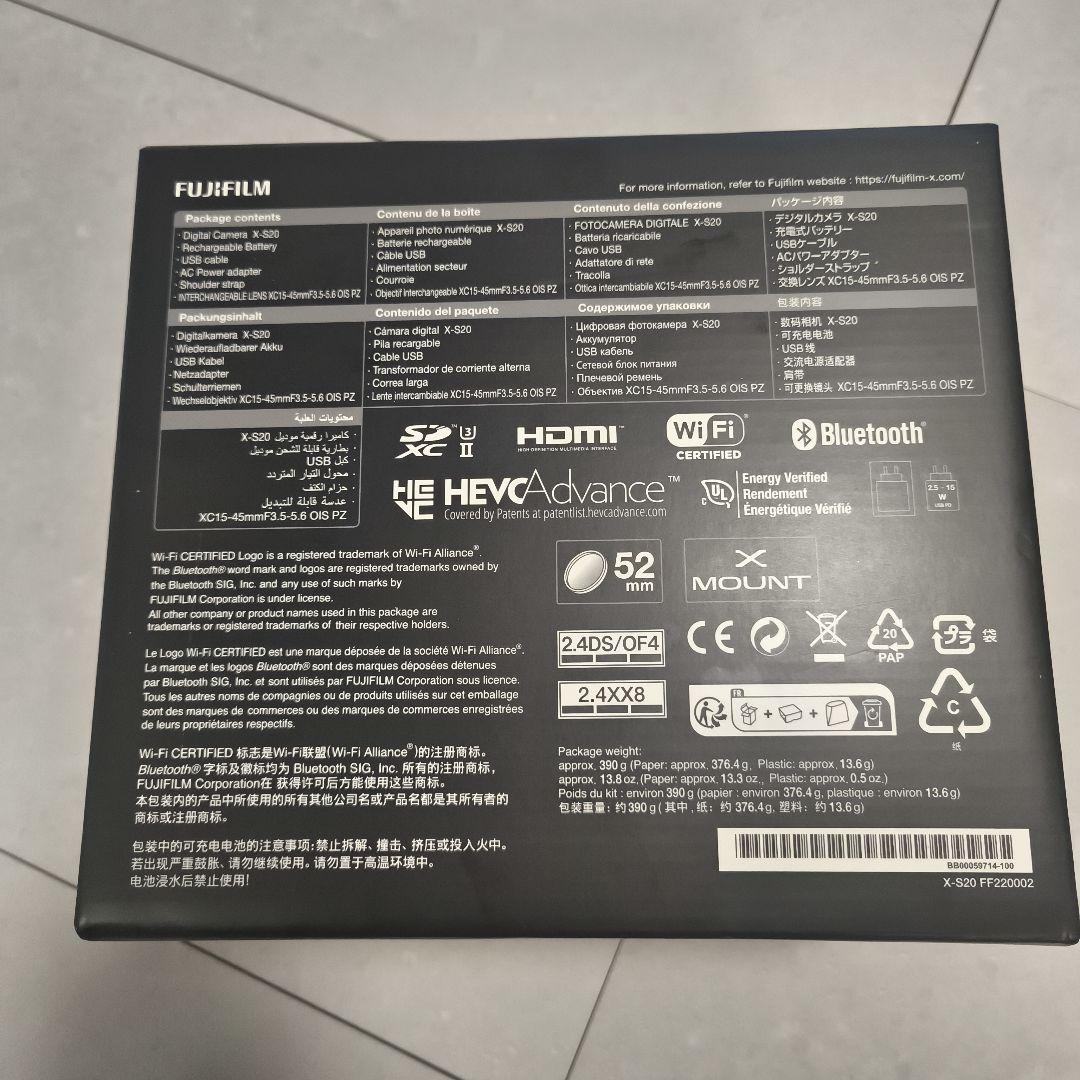 FUJIFILM
For more information, refer to Fujifilm website : https://fujifilm-x.com/
Package contents
· Digital Camera X-S20
· Rechargeable Battery
· USB cable
· AC Power adapter
· Shoulder strap
· INTERCHANGEABLE LENS XC15-45mmF3.5-5.6 OIS PZ
Contenu de la boîte
· Appareil photo numérique X-S20
· Batterie rechargeable
· Câble USB
· Alimentation secteur
· Courroie
· Objectif interchangeable XC15-45mmF3.5-5.6 OIS PZ
Contenuto della confezione
· FOTOCAMERA DIGITALE X-S20
· Batteria ricaricabile
· Cavo USB
· Adattatore di rete
· Tracolla
· Ottica intercambiabile XC15-45mmF3.5-5.6 OIS PZ
パッケージ内容
· デジタルカメラ X-S20
· 充電式バッテリー
· USBケーブル
· ACパワーアダプター
· ショルダーストラップ
· 交換レンズ XC15-45mmF3.5-5.6 OIS PZ
Packungsinhalt
· Digitalkamera X-S20
· Wiederaufladbarer Akku
· USB Kabel
· Netzadapter
· Schulterriemen
· Wechselobjektiv XC15-45mmF3.5-5.6 OIS PZ
Contenido del paquete
· Cámara digital X-S20
· Pila recargable
· Cable USB
· Transformador de corriente alterna
· Correa larga
· Lente intercambiable XC15-45mmF3.5-5.6 OIS PZ
Содержимое упаковки
· Цифровая фотокамера X-S20
· Аккумулятор
· USB кабель
· Сетевой блок питания
· Плечевой ремень
· Объектив XC15-45mmF3.5-5.6 OIS PZ
包装内容
· 数码相机 X-S20
· 可充电电池
· USB线
· 交流电源适配器
· 肩带
· 可更换镜头 XC15-45mmF3.5-5.6 OIS PZ
محتويات العلبة
· كاميرا رقمية موديل X-S20
· بطارية قابلة للشحن موديل
· كبل USB
· محول التيار المتردد
· حزام الكتف
· عدسة قابلة للتبديل
XC15-45mmF3.5-5.6 OIS PZ
SD XC™ U3 II
HDMI™
HIGH-DEFINITION MULTIMEDIA INTERFACE
Wi Fi®
CERTIFIED
Bluetooth®
HEVC HEVCAdvance™
Covered by Patents at patentlist.hevcadvance.com
c UL
Energy Verified
Rendement
Énergétique Vérifié
2.5 - 15
W
USB PD
Wi-Fi CERTIFIED Logo is a registered trademark of Wi-Fi Alliance®.
The Bluetooth® word mark and logos are registered trademarks owned by
the Bluetooth SIG, Inc. and any use of such marks by
FUJIFILM Corporation is under license.
All other company or product names used in this package are
trademarks or registered trademarks of their respective holders.
Le Logo Wi-Fi CERTIFIED est une marque déposée de la société Wi-Fi Alliance®.
La marque et les logos Bluetooth® sont des marques déposées détenues
par Bluetooth SIG, Inc. et sont utilisés par FUJIFILM Corporation sous licence.
Tous les autres noms de compagnies ou de produits utilisés sur cet emballage
sont des marques de commerces ou des marques de commerces enregistrées
de leurs propriétaires respectifs.
Wi-Fi CERTIFIED 标志是Wi-Fi联盟(Wi-Fi Alliance®)的注册商标。
Bluetooth® 字标及徽标均为 Bluetooth SIG, Inc. 所有的注册商标，
FUJIFILM Corporation在 获得许可后方能使用这些商标。
本包装内的产品中所使用的所有其他公司名或产品名都是其所有者的
商标或注册商标。
包装中的可充电电池的注意事项:禁止拆解、撞击、挤压或投入火中。
若出现严重鼓胀、请勿继续使用。请勿置于高温环境中。
电池浸水后禁止使用!
52
mm
X
MOUNT
2.4DS/OF4
2.4XX8
CE
20
PAP
プラ 袋
FR
+
+
C
纸
Package weight:
approx. 390 g (Paper: approx. 376.4 g, Plastic: approx. 13.6 g)
approx. 13.8 oz.(Paper: approx. 13.3 oz., Plastic: approx. 0.5 oz.)
Poids du kit : environ 390 g (papier : environ 376.4 g, plastique : environ 13.6 g)
包装重量: 约390 g ( 其中 , 纸: 约 376.4 g, 塑料: 约 13.6 g)
BB00059714-100
X-S20 FF220002